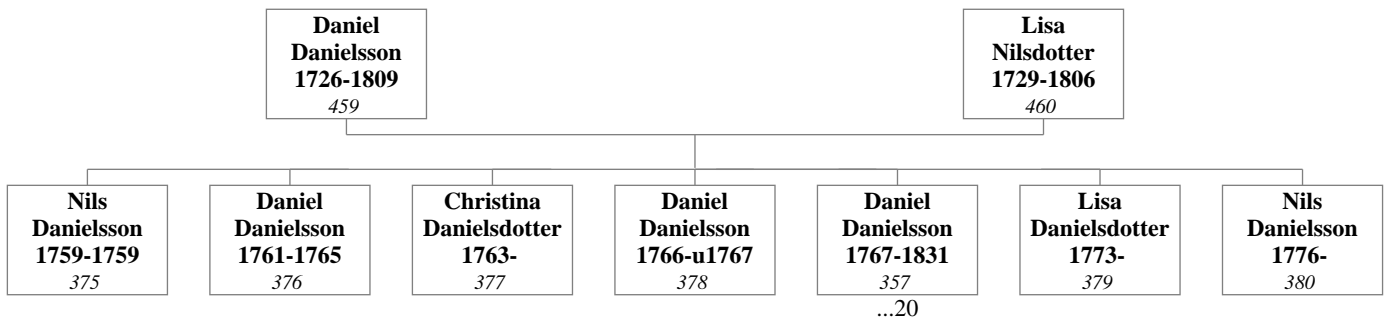 Daniel
Danielsson
1726-1809
459
Lisa
Nilsdotter
1729-1806
460
Nils
Danielsson
1759-1759
375
Daniel
Danielsson
1761-1765
376
Christina
Danielsdotter
1763-
377
Daniel
Danielsson
1766-u1767
378
Daniel
Danielsson
1767-1831
357
...20
Lisa
Danielsdotter
1773-
379
Nils
Danielsson
1776-
380